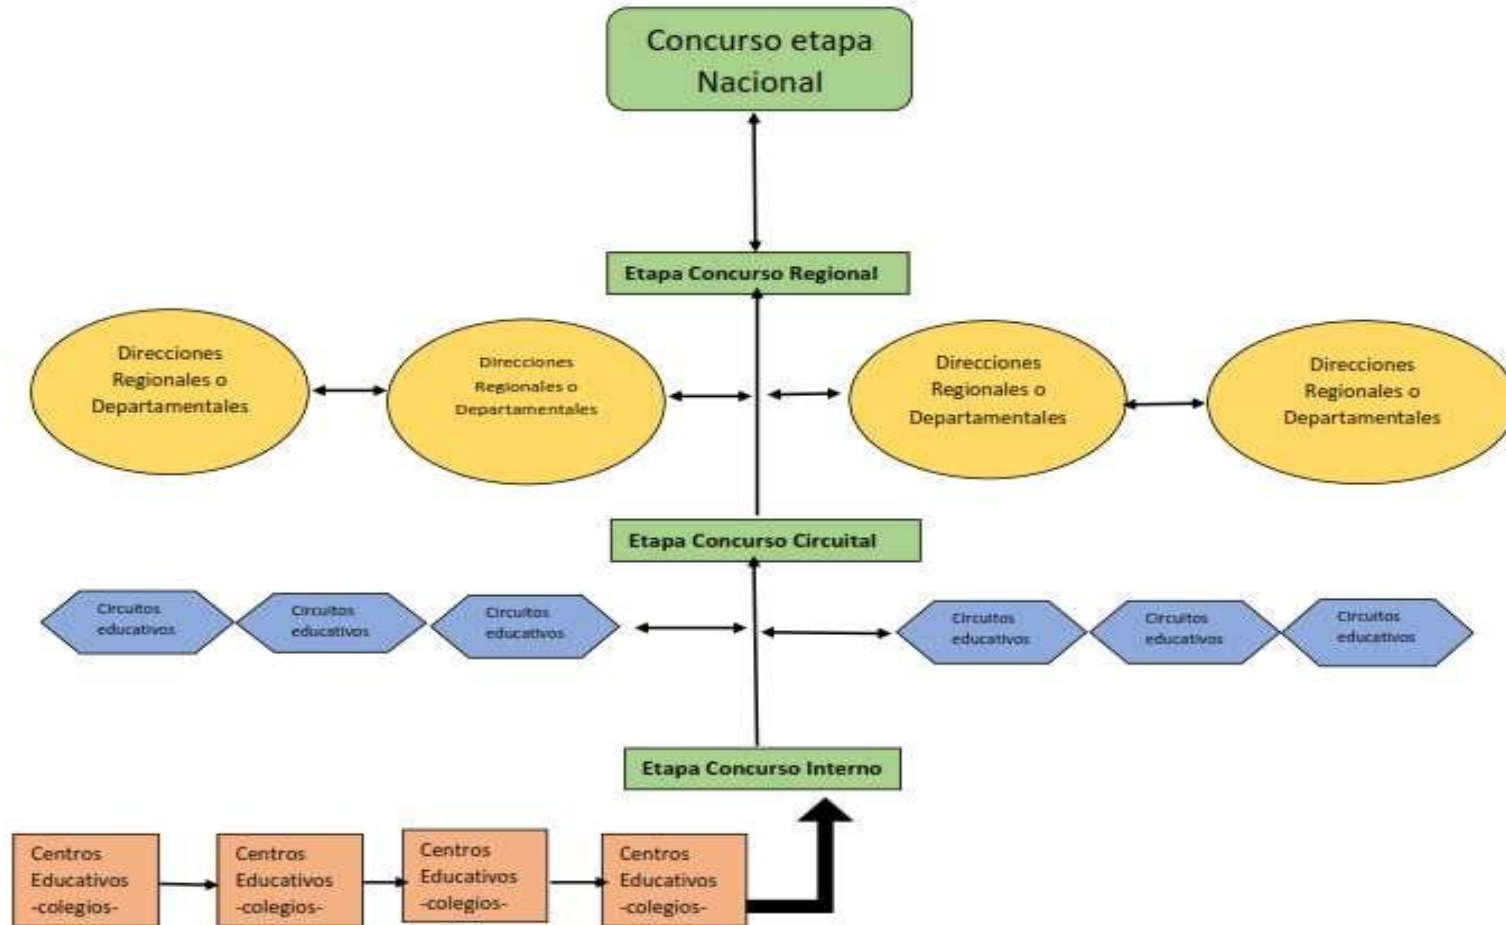 Concurso etapa
Nacional
Etapa Concurso Regional
Direcciones
Regionales o
Departamentales
Direcciones
Regionales o
Departamentales
Direcciones
Regionales o
Departamentales
Direcciones
Regionales o
Departamentales
Etapa Concurso Circuital
Circuitos
educativos
Circuitos
educativos
Circuitos
educativos
Circuitos
educativos
Circuitos
educativos
Circuitos
educativos
Etapa Concurso Interno
Centros
Educativos
-colegios-
Centros
Educativos
-colegios-
Centros
Educativos
-colegios-
Centros
Educativos
-colegios-